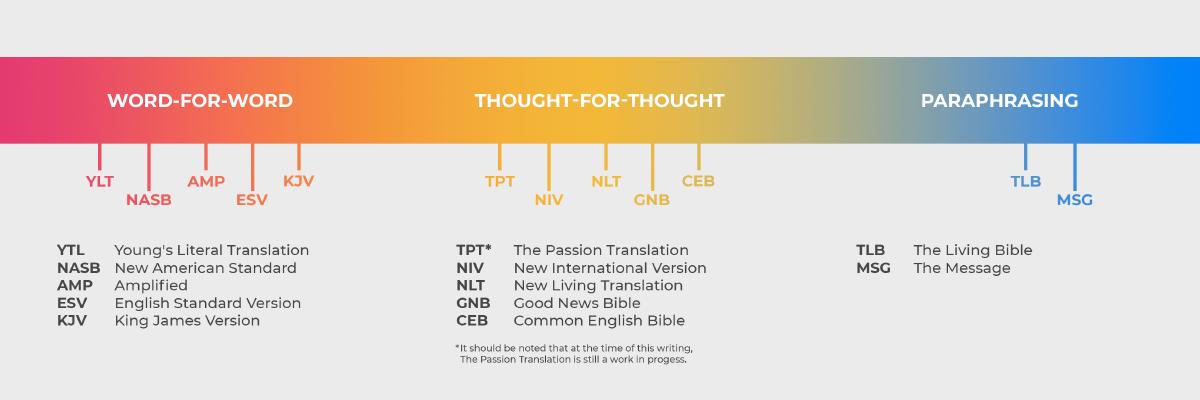 WORD-FOR-WORD THOUGHT-FOR-THOUGHT PARAPHRASING
YLT AMP KJV TPT NLT CEB TLB
NASB ESV NIV GNB MSG
YTL Young's Literal Translation
NASB New American Standard
AMP Amplified
ESV English Standard Version
KJV King James Version
TPT* The Passion Translation
NIV New International Version
NLT New Living Translation
GNB Good News Bible
CEB Common English Bible
*It should be noted that at the time of this writing,
The Passion Translation is still a work in progess.
TLB The Living Bible
MSG The Message